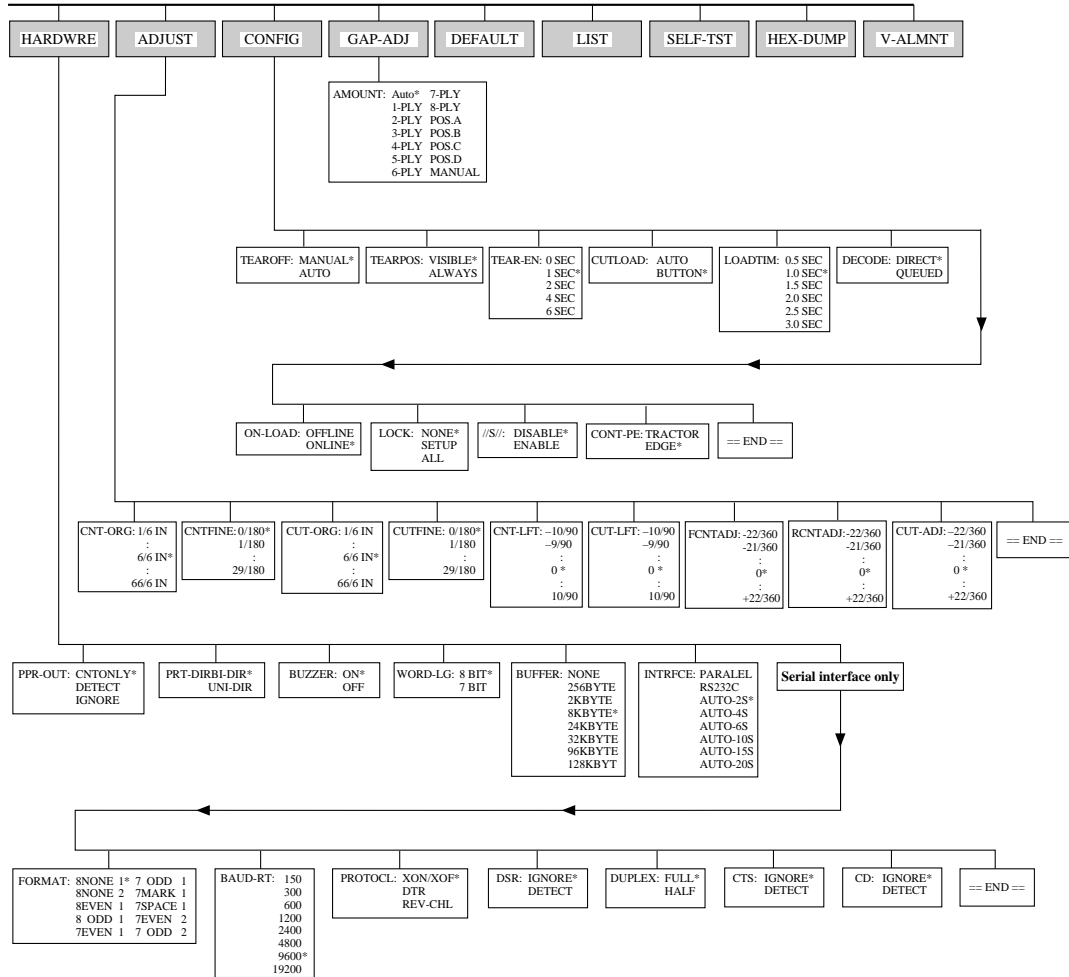 HARDWRE ADJUST CONFIG GAP-ADJ DEFAULT LIST SELF-TST HEX-DUMP V-ALMNT
AMOUNT: Auto* 7-PLY
1-PLY 8-PLY
2-PLY POS.A
3-PLY POS.B
4-PLY POS.C
5-PLY POS.D
6-PLY MANUAL
TEAROFF: MANUAL*
AUTO
TEARPOS: VISIBLE*
ALWAYS
TEAR-EN: 0 SEC
1 SEC*
2 SEC
4 SEC
6 SEC
CUTLOAD: AUTO
BUTTON*
LOADTIM: 0.5 SEC
1.0 SEC*
1.5 SEC
2.0 SEC
2.5 SEC
3.0 SEC
DECODE: DIRECT*
QUEUED
ON-LOAD: OFFLINE
ONLINE*
LOCK: NONE*
SETUP
ALL
//S//: DISABLE*
ENABLE
CONT-PE: TRACTOR
EDGE*
== END ==
CNT-ORG: 1/6 IN
:
6/6 IN*
:
66/6 IN
CNTFINE: 0/180*
1/180
:
29/180
CUT-ORG: 1/6 IN
:
6/6 IN*
:
66/6 IN
CUTFINE: 0/180*
1/180
:
29/180
CNT-LFT: –10/90
–9/90
:
0 *
:
10/90
CUT-LFT: –10/90
–9/90
:
0 *
:
10/90
FCNTADJ: -22/360
-21/360
:
0*
:
+22/360
RCNTADJ: -22/360
-21/360
:
0*
:
+22/360
CUT-ADJ: –22/360
–21/360
:
0 *
:
+22/360
== END ==
PPR-OUT: CNTONLY*
DETECT
IGNORE
PRT-DIRBI-DIR*
UNI-DIR
BUZZER: ON*
OFF
WORD-LG: 8 BIT*
7 BIT
BUFFER: NONE
256BYTE
2KBYTE
8KBYTE*
24KBYTE
32KBYTE
96KBYTE
128KBYT
INTRFCE: PARALEL
RS232C
AUTO-2S*
AUTO-4S
AUTO-6S
AUTO-10S
AUTO-15S
AUTO-20S
Serial interface only
FORMAT: 8NONE 1* 7 ODD 1
8NONE 2 7MARK 1
8EVEN 1 7SPACE 1
8 ODD 1 7EVEN 2
7EVEN 1 7 ODD 2
BAUD-RT: 150
300
600
1200
2400
4800
9600*
19200
PROTOCL: XON/XOF*
DTR
REV-CHL
DSR: IGNORE*
DETECT
DUPLEX: FULL*
HALF
CTS: IGNORE*
DETECT
CD: IGNORE*
DETECT
== END ==